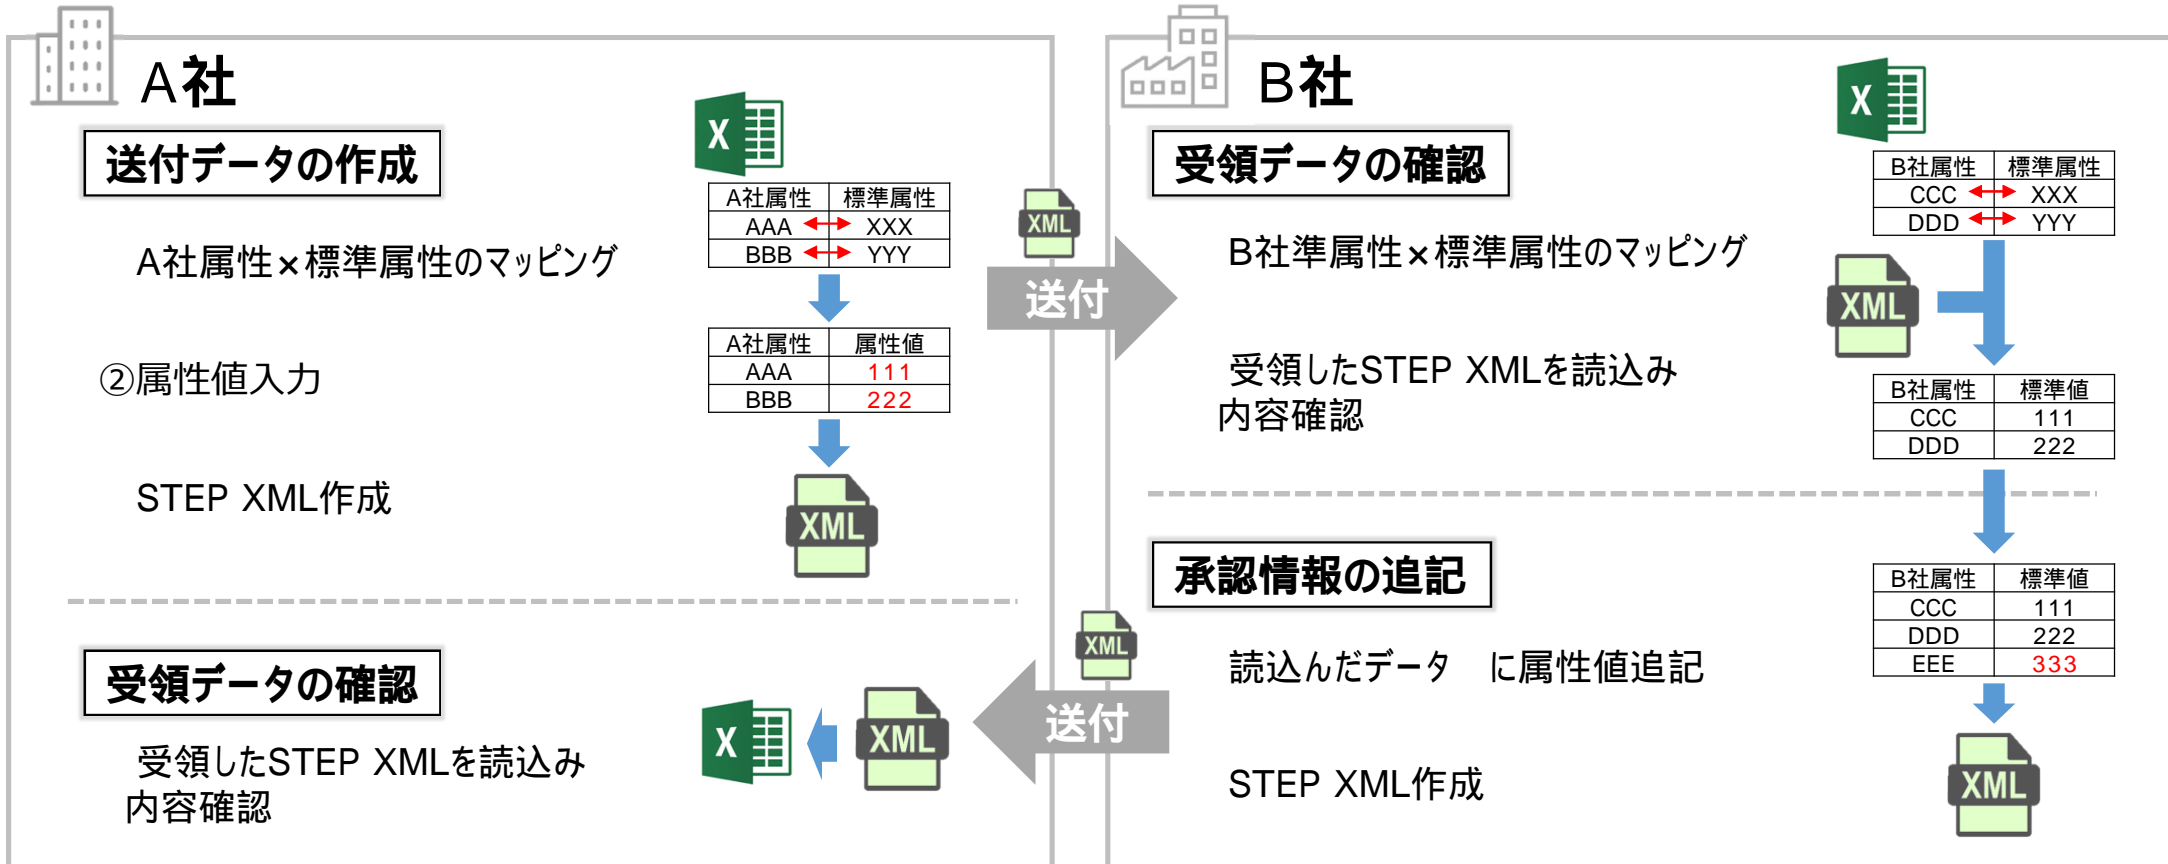 A社
送付データの作成
A社属性×標準属性のマッピング
②属性値入力
STEP XML作成
X
A社属性 標準属性
AAA XXX
BBB YYY
A社属性 属性値
AAA 111
BBB 222
XML
受領データの確認
受領したSTEP XMLを読込み
内容確認
X
XML
XML
送付
XML
送付
B社
受領データの確認
B社準属性×標準属性のマッピング
受領したSTEP XMLを読込み
内容確認
X
B社属性 標準属性
CCC XXX
DDD YYY
XML
B社属性 標準値
CCC 111
DDD 222
承認情報の追記
読込んだデータ に属性値追記
STEP XML作成
B社属性 標準値
CCC 111
DDD 222
EEE 333
XML